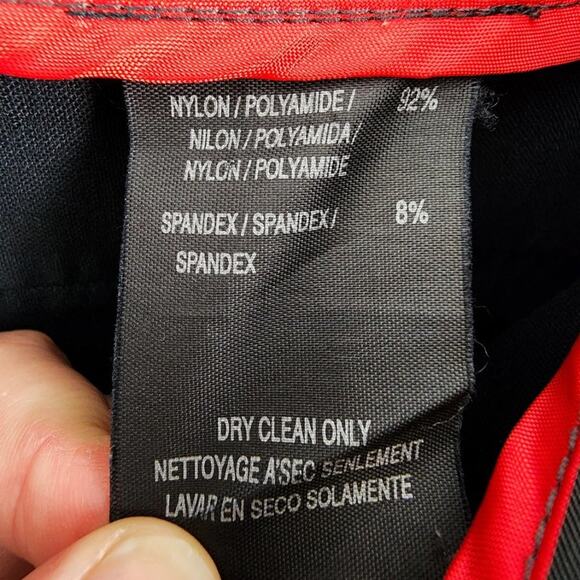 NYLON / POLYAMIDE / 92%
NILON / POLYAMIDA /
NYLON / POLYAMIDE
SPANDEX / SPANDEX / 8%
SPANDEX
DRY CLEAN ONLY
NETTOYAGE A'SEC SENLEMENT
LAVAR EN SECO SOLAMENTE